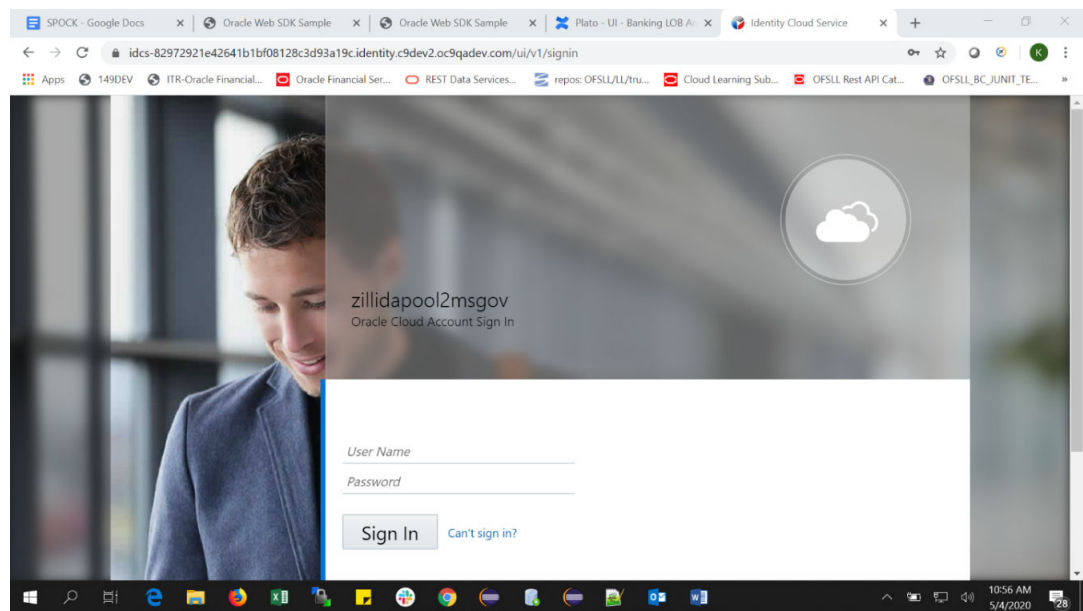 SPOCK - Google Docs
Oracle Web SDK Sample
Oracle Web SDK Sample
Plato - UI - Banking LOB Ar
Identity Cloud Service
idcs-82972921e42641b1bf08128c3d93a19c.identity.c9dev2.oc9qadev.com/ui/v1/signin
K
Apps
149DEV
ITR-Oracle Financial...
Oracle Financial Ser...
REST Data Services...
repos: OFSLL/LL/tru...
Cloud Learning Sub...
OFSLL Rest API Cat...
OFSLL_BC_JUNIT_TE...
zillidapool2msgov
Oracle Cloud Account Sign In
User Name
Password
Sign In
Can't sign in?
10:56 AM
5/4/2020
28